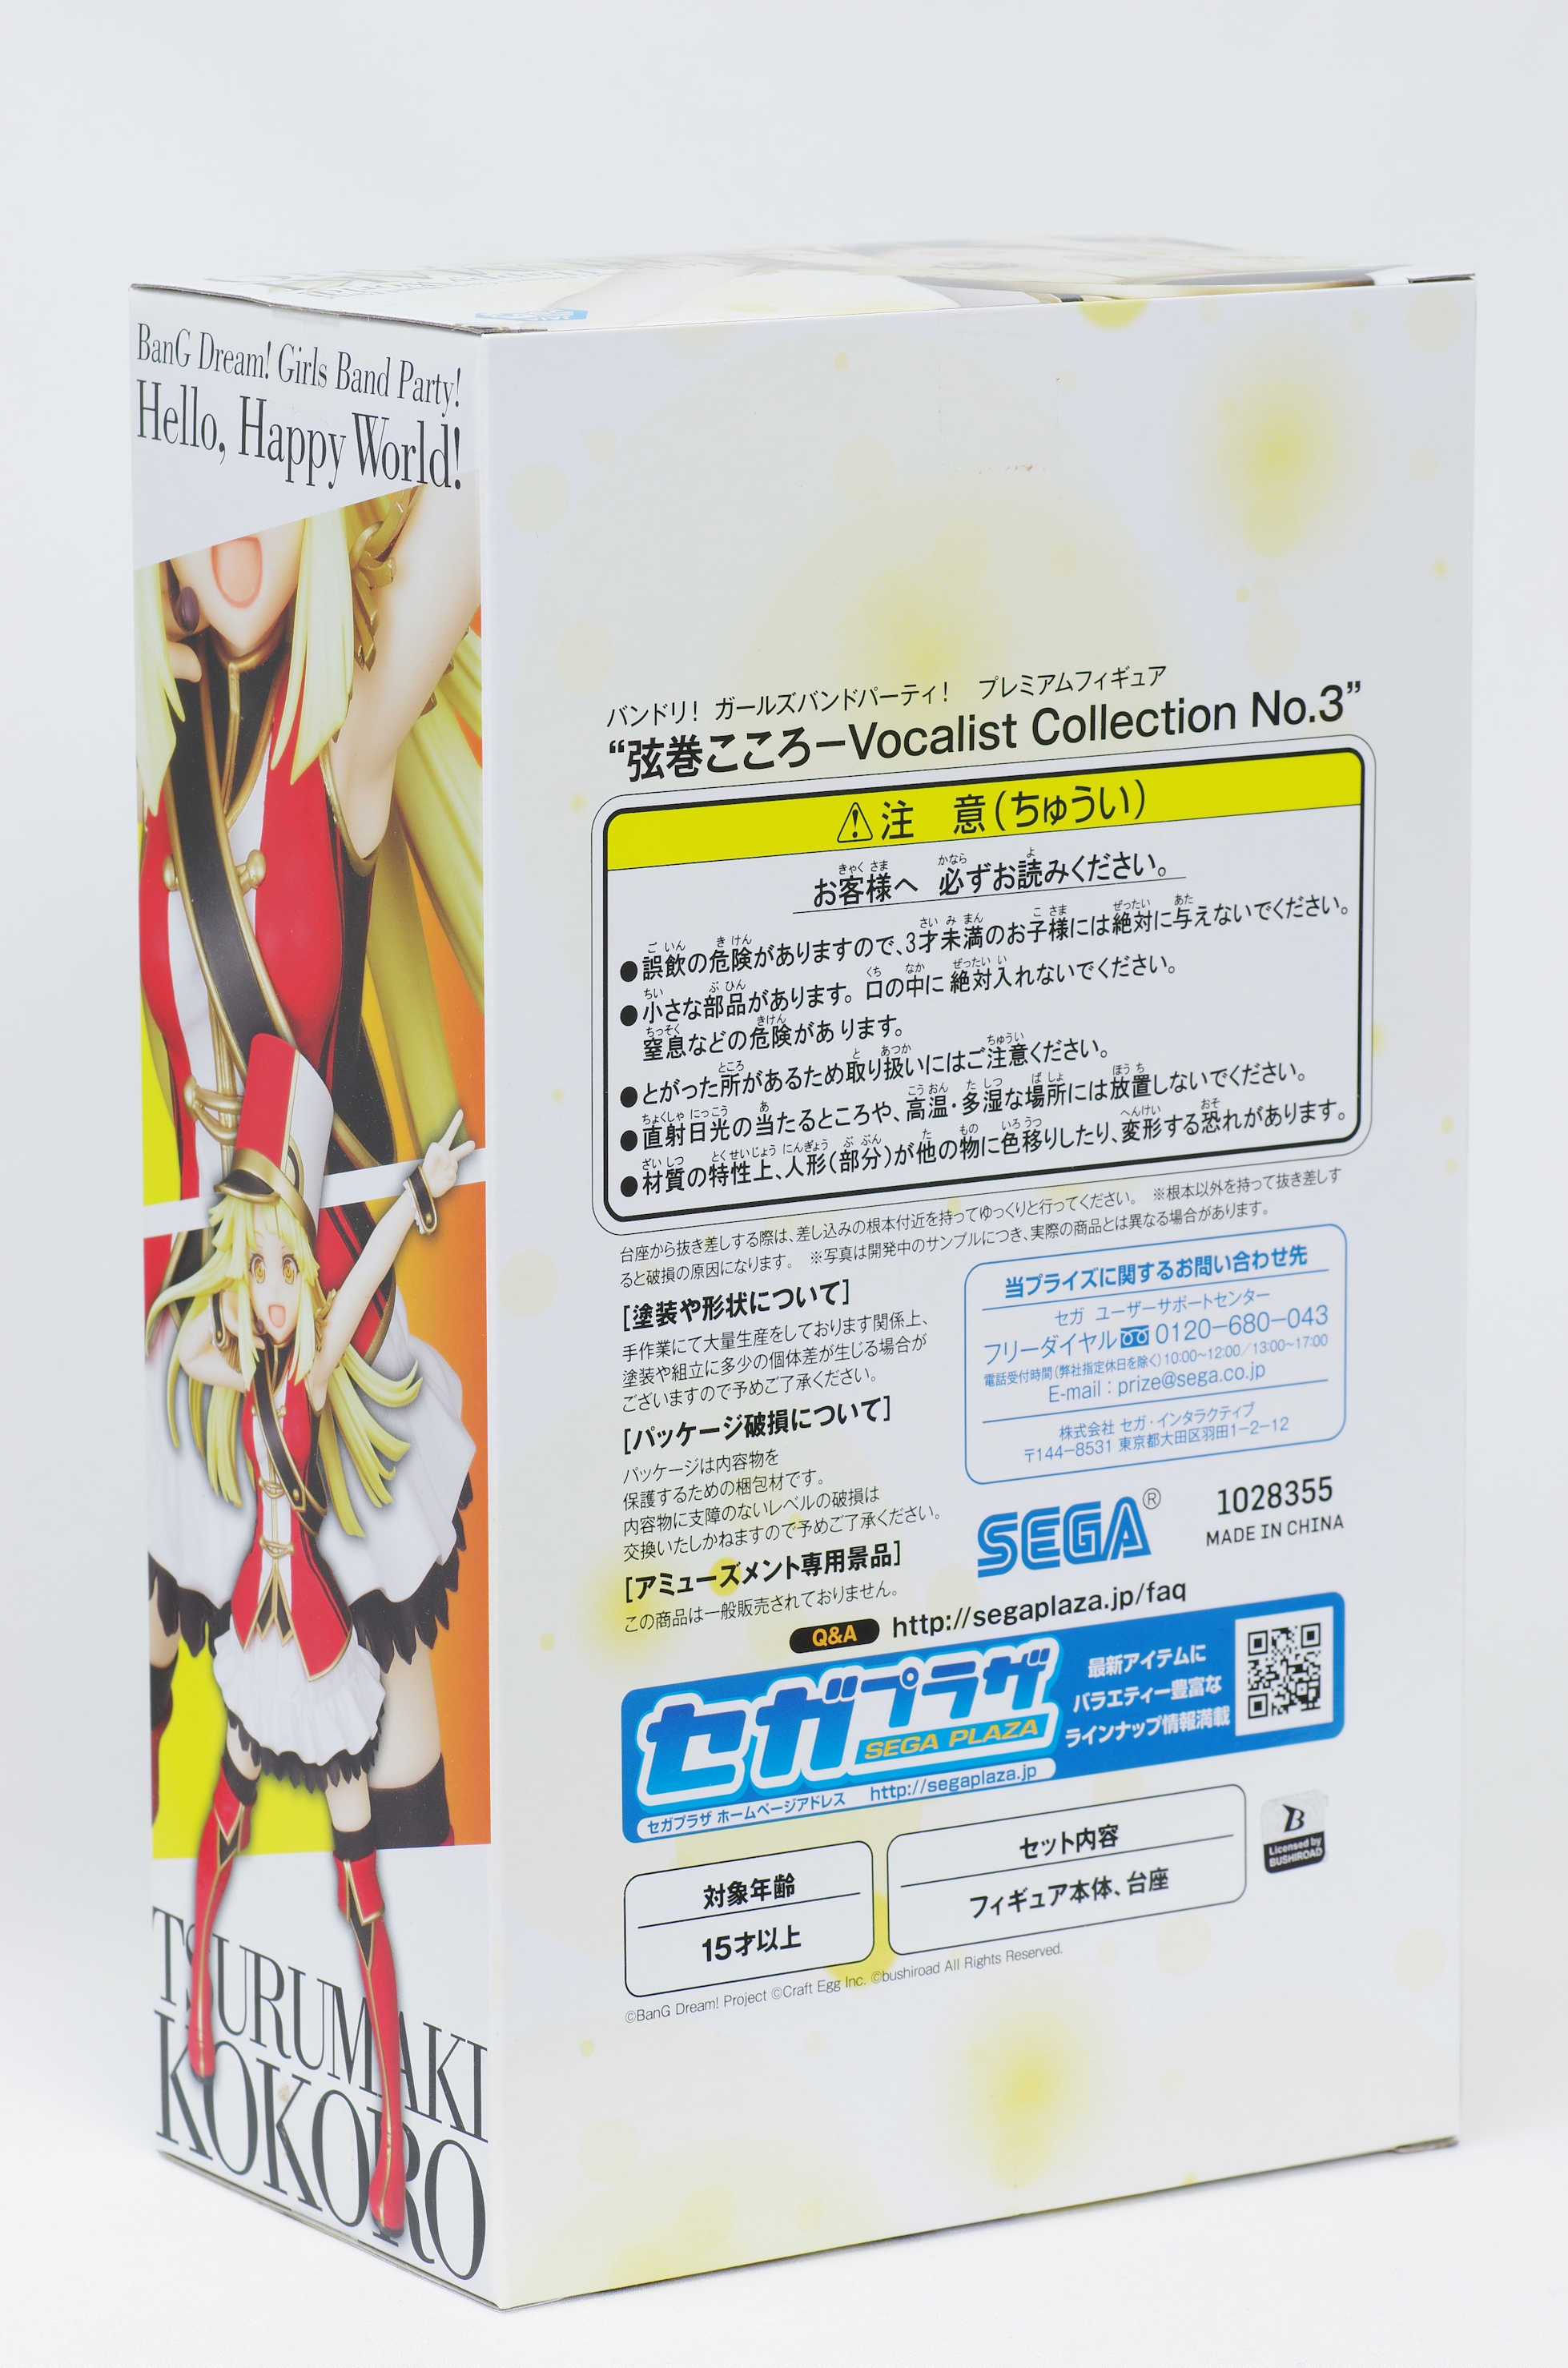 BanG Dream! Girls Band Party!
Hello, Happy World!
TSURUMAKI
KOKORO
バンドリ！ ガールズバンドパーティ！ プレミアムフィギュア
“弦巻こころーVocalist Collection No.3”
⚠注 意（ちゅうい）
お客様へ 必ずお読みください。
●誤飲の危険がありますので、3才未満のお子様には絶対に与えないでください。
●小さな部品があります。口の中に絶対入れないでください。
窒息などの危険があります。
●とがった所があるため取り扱いにはご注意ください。
●直射日光の当たるところや、高温・多湿な場所には放置しないでください。
●材質の特性上、人形（部分）が他の物に色移りしたり、変形する恐れがあります。
台座から抜き差しする際は、差し込みの根本付近を持ってゆっくりと行ってください。 ※根本以外を持って抜き差しす
ると破損の原因になります。 ※写真は開発中のサンプルにつき、実際の商品とは異なる場合があります。
［塗装や形状について］
手作業にて大量生産をしております関係上、
塗装や組立に多少の個体差が生じる場合が
ございますので予めご了承ください。
［パッケージ破損について］
パッケージは内容物を
保護するための梱包材です。
内容物に支障のないレベルの破損は
交換いたしかねますので予めご了承ください。
［アミューズメント専用景品］
この商品は一般販売されておりません。
当プライズに関するお問い合わせ先
セガ ユーザーサポートセンター
フリーダイヤル 0120-680-043
電話受付時間（弊社指定休日を除く）10:00~12:00／13:00~17:00
E-mail：prize@sega.co.jp
株式会社 セガ・インタラクティブ
〒144-8531 東京都大田区羽田1-2-12
SEGA®
1028355
MADE IN CHINA
Q&A http://segaplaza.jp/faq
セガプラザ
SEGA PLAZA
最新アイテムに
バラエティー豊富な
ラインナップ情報満載
セガプラザ ホームページアドレス http://segaplaza.jp
対象年齢
15才以上
セット内容
フィギュア本体、台座
B
Licensed by
BUSHIROAD
©BanG Dream! Project ©Craft Egg Inc. ©bushiroad All Rights Reserved.